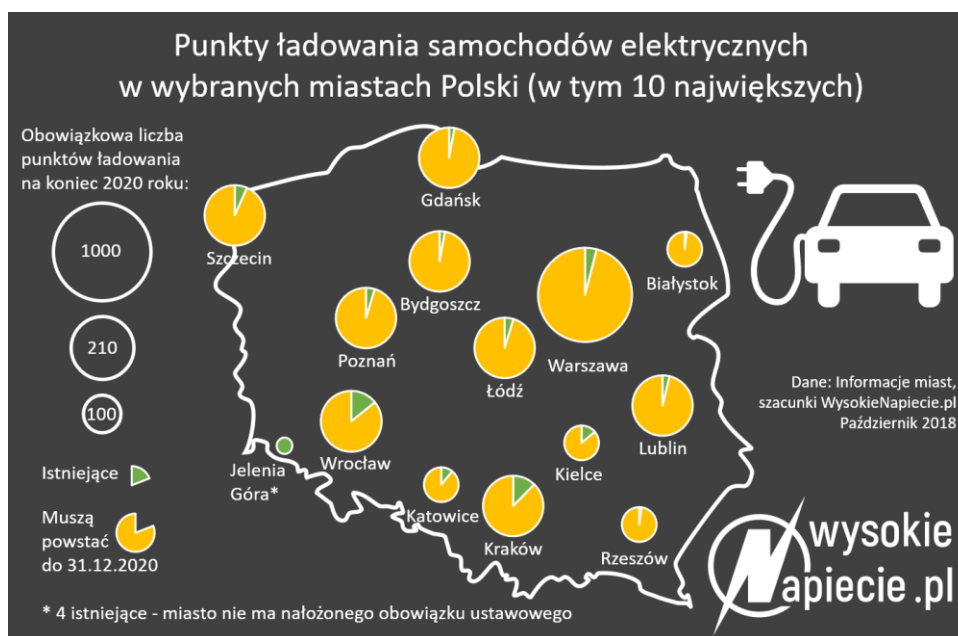 Punkty ładowania samochodów elektrycznych
w wybranych miastach Polski (w tym 10 największych)
Obowiązkowa liczba
punktów ładowania
na koniec 2020 roku:
1000
210
100
Istniejące
Muszą
powstać
do 31.12.2020
Gdańsk
Szczecin
Białystok
Bydgoszcz
Warszawa
Poznań
Łódź
Lublin
Wrocław
Jelenia
Góra*
Kielce
Katowice
Kraków
Rzeszów
Dane: Informacje miast,
szacunki WysokieNapiecie.pl
Październik 2018
wysokie
Napiecie.pl
* 4 istniejące - miasto nie ma nałożonego obowiązku ustawowego